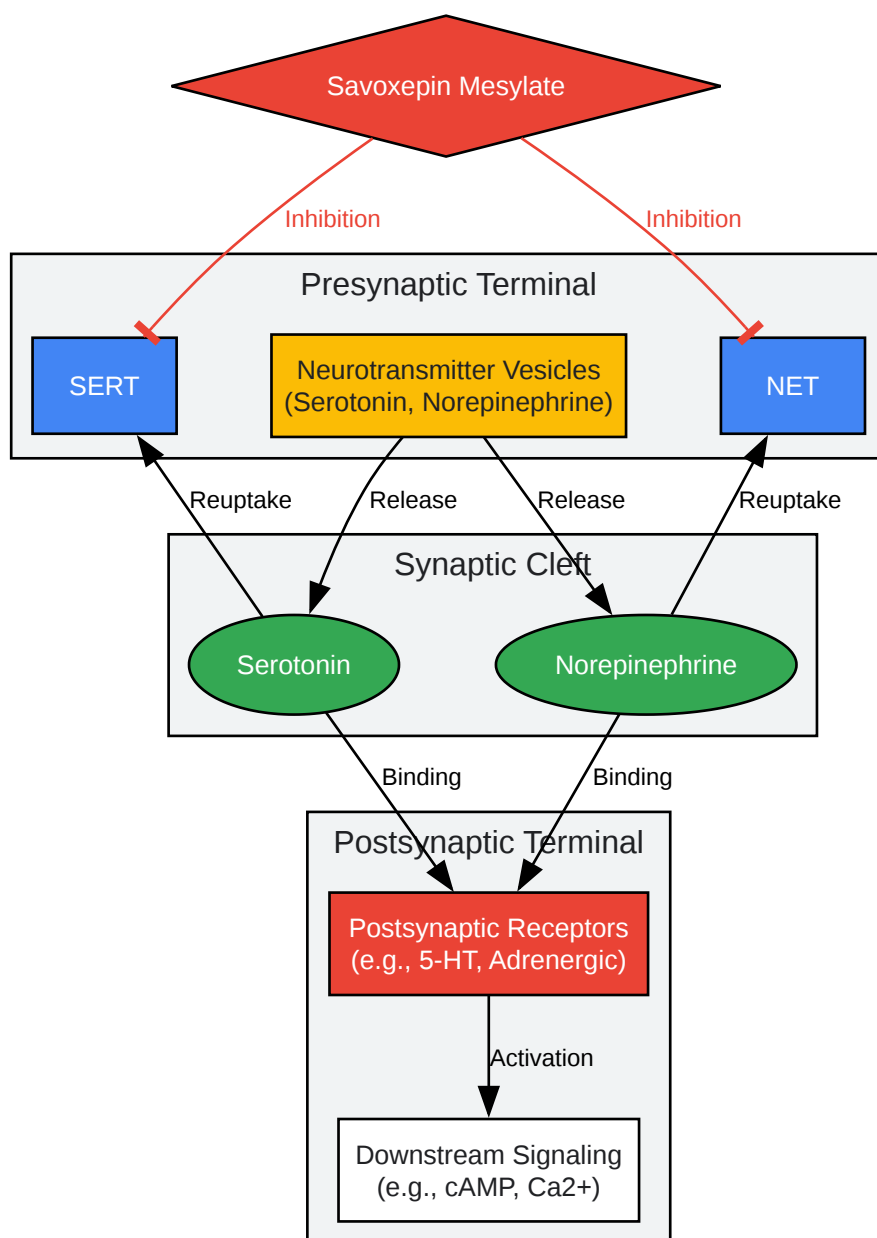 Savoxepin Mesylate
Inhibition
Inhibition
Presynaptic Terminal
SERT
Neurotransmitter Vesicles
(Serotonin, Norepinephrine)
NET
Reuptake
Release
Release
Reuptake
Synaptic Cleft
Serotonin
Norepinephrine
Binding
Binding
Postsynaptic Terminal
Postsynaptic Receptors
(e.g., 5-HT, Adrenergic)
Activation
Downstream Signaling
(e.g., cAMP, Ca2+)